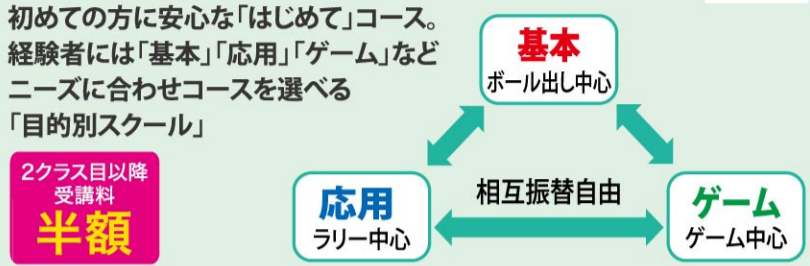 初めての方に安心な「はじめて」コース。
経験者には「基本」「応用」「ゲーム」など
ニーズに合わせコースを選べる
「目的別スクール」
2クラス目以降
受講料
半額
基本
ボール出し中心
相互振替自由
応用
ラリー中心
ゲーム
ゲーム中心